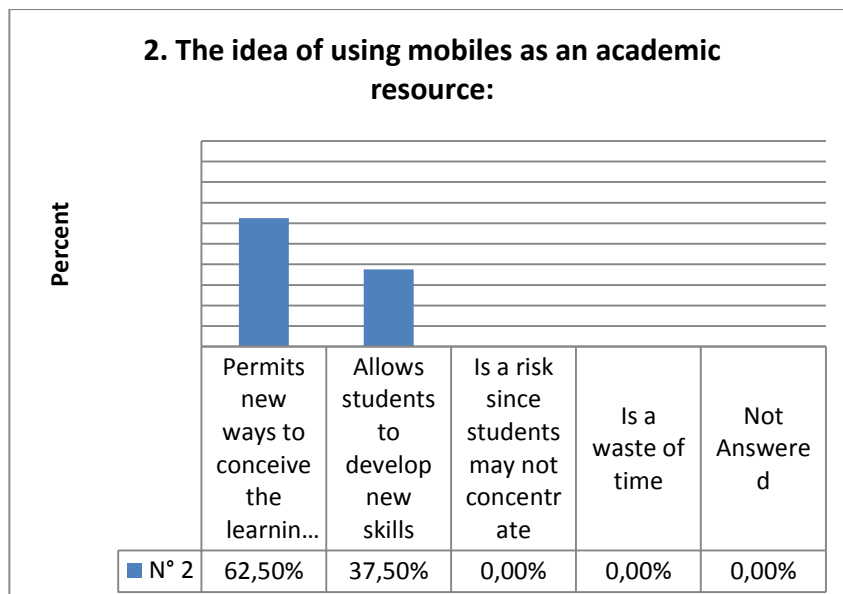 2. The idea of using mobiles as an academic
resource:
Percent
Permits
new
ways to
conceive
the
learnin…
Allows
students
to
develop
new
skills
Is a risk
since
students
may not
concentr
ate
Is a
waste of
time
Not
Answere
d
N° 2 62,50% 37,50% 0,00% 0,00% 0,00%